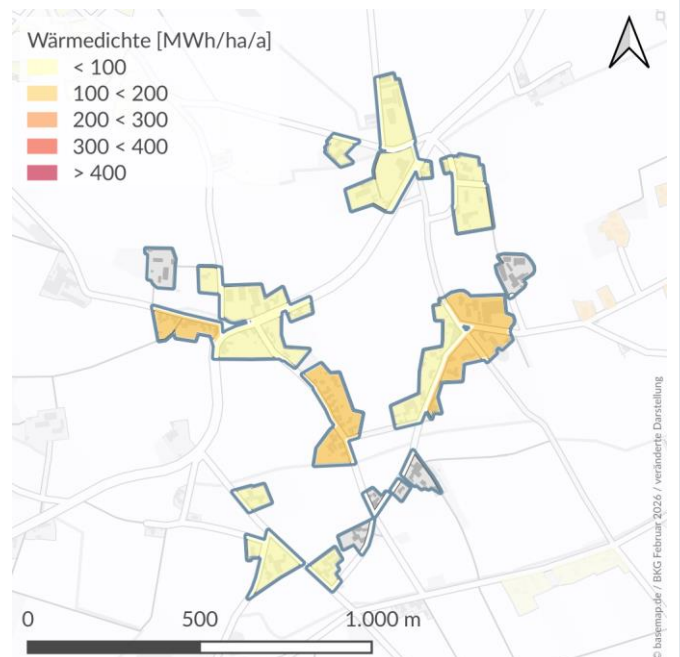 Wärmedichte [MWh/ha/a]
< 100
100 < 200
200 < 300
300 < 400
> 400
0 500 1.000 m
© basemap.de / BKG Februar 2026 / veränderte Darstellung